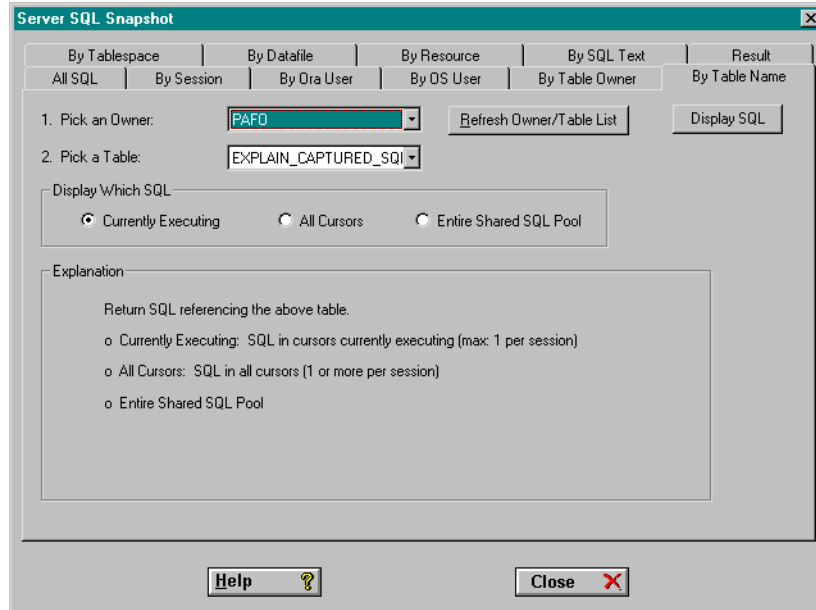 Server SQL Snapshot
By Tablespace By Datafile By Resource By SQL Text Result
All SQL By Session By Ora User By OS User By Table Owner By Table Name
1. Pick an Owner: PAFO Refresh Owner/Table List Display SQL
2. Pick a Table: EXPLAIN_CAPTURED_SQ
Display Which SQL
Currently Executing All Cursors Entire Shared SQL Pool
Explanation
Return SQL referencing the above table.
o Currently Executing: SQL in cursors currently executing (max: 1 per session)
o All Cursors: SQL in all cursors (1 or more per session)
o Entire Shared SQL Pool
Help Close